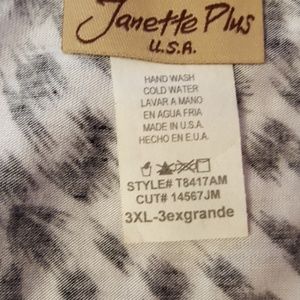 Janette Plus
U.S.A.
HAND WASH
COLD WATER
LAVAR A MANO
EN AGUA FRIA
MADE IN U.S.A.
HECHO EN E.U.A.
STYLE# T8417AM
CUT# 14567JM
3XL-3exgrande